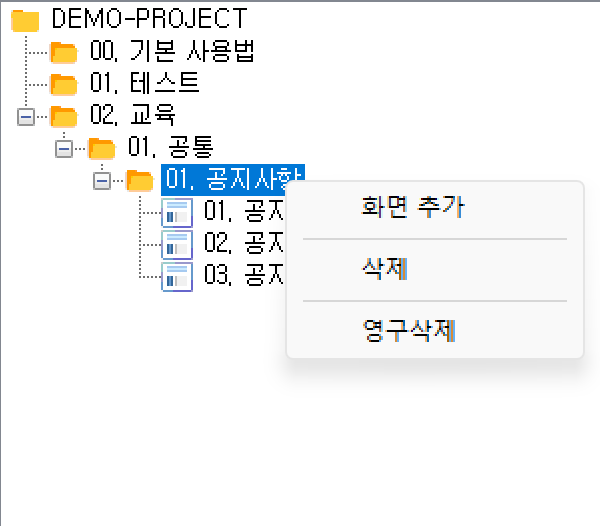 DEMO-PROJECT
00. 기본 사용법
01. 테스트
02. 교육
01. 공통
01. 공지사항
01. 공지
02. 공지
03. 공지
화면 추가
삭제
영구삭제